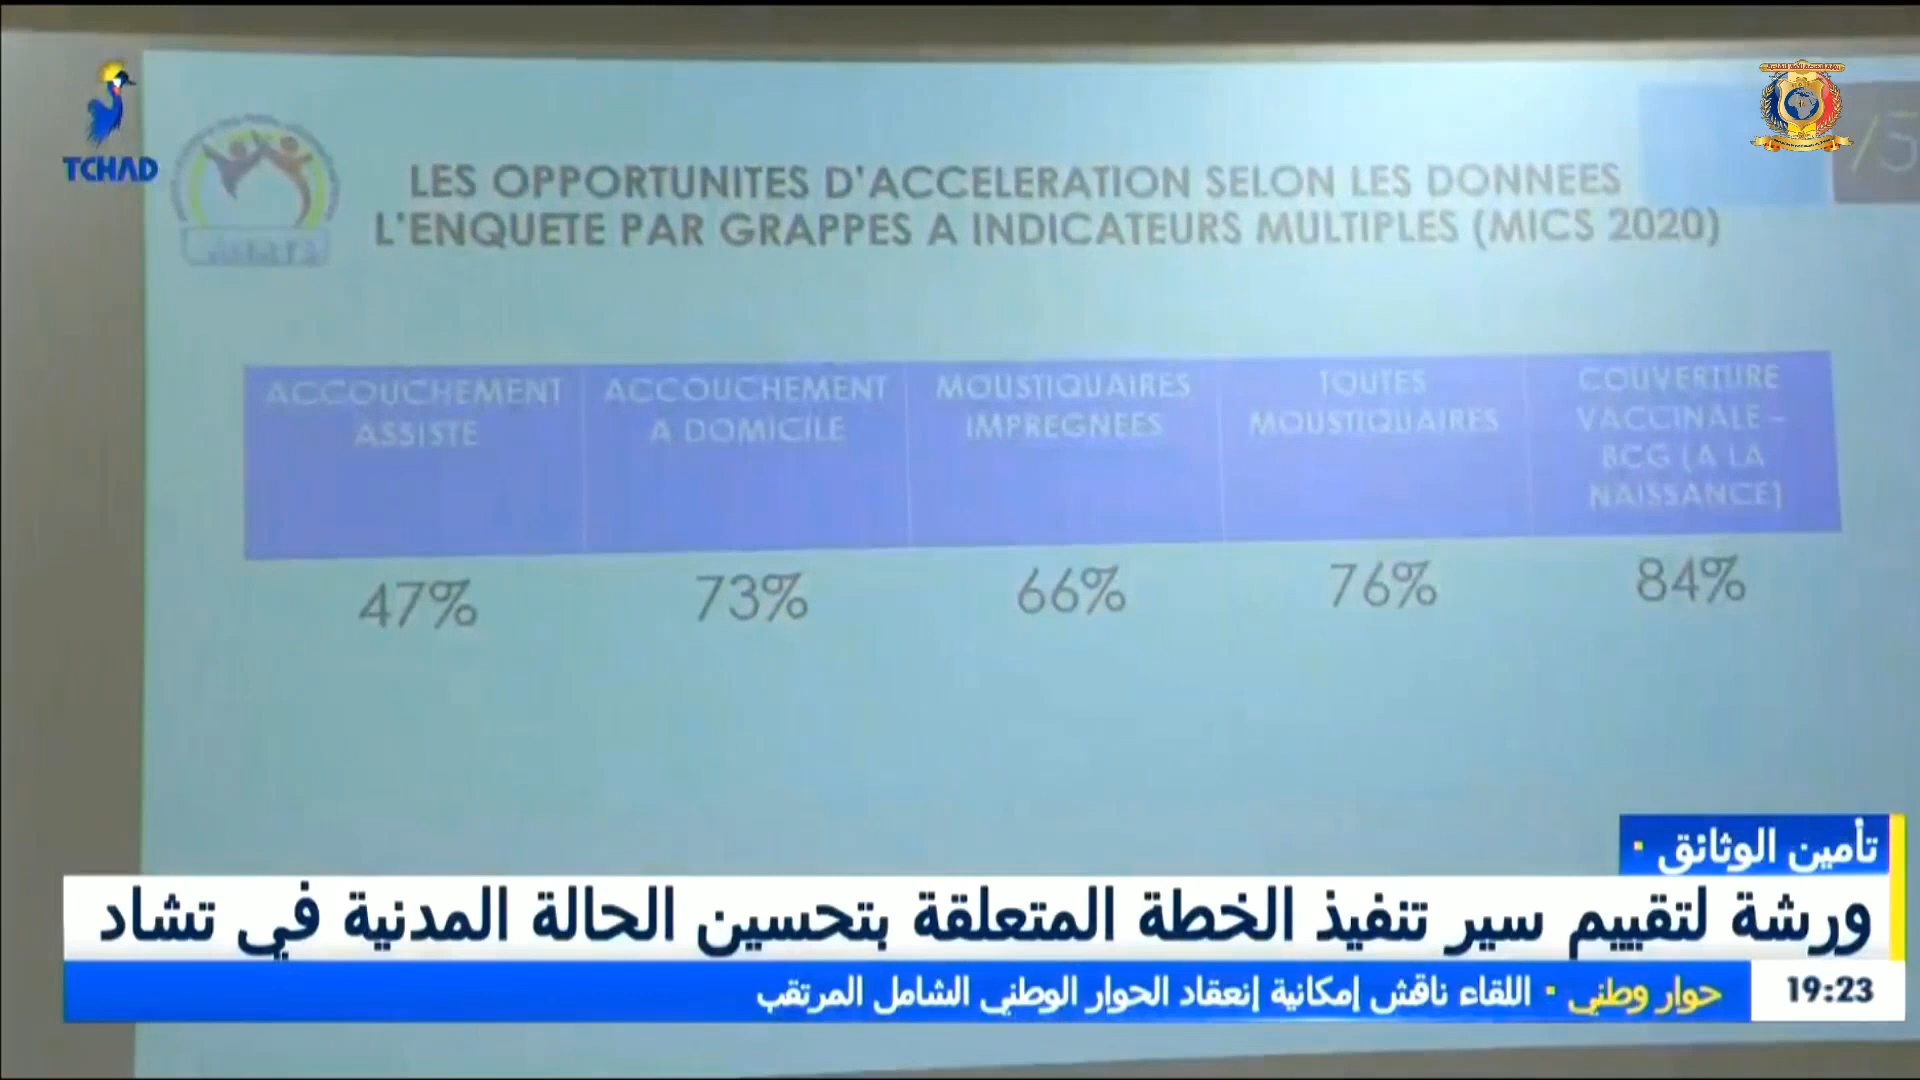 TCHAD
LES OPPORTUNITES D'ACCELERATION SELON LES DONNEES
L'ENQUETE PAR GRAPPES A INDICATEURS MULTIPLES (MICS 2020)
ACCOUCHEMENT
ASSISTE
ACCOUCHEMENT
A DOMICILE
MOUSTIQUAIRES
IMPREGNEES
TOUTES
MOUSTIQUAIRES
COUVERTURE
VACCINALE –
BCG (A LA
NAISSANCE)
47%
73%
66%
76%
84%
تأمين الوثائق
ورشة لتقييم سير تنفيذ الخطة المتعلقة بتحسين الحالة المدنية في تشاد
حوار وطني · اللقاء ناقش إمكانية إنعقاد الحوار الوطني الشامل المرتقب
19:23